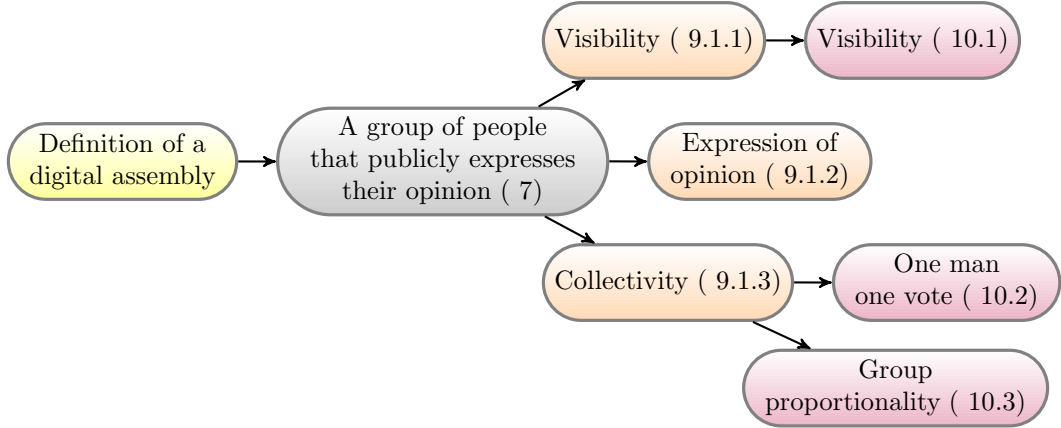 Definition of a
digital assembly
A group of people
that publicly expresses
their opinion ( 7)
Visibility ( 9.1.1)
Visibility ( 10.1)
Expression of
opinion ( 9.1.2)
Collectivity ( 9.1.3)
One man
one vote ( 10.2)
Group
proportionality ( 10.3)